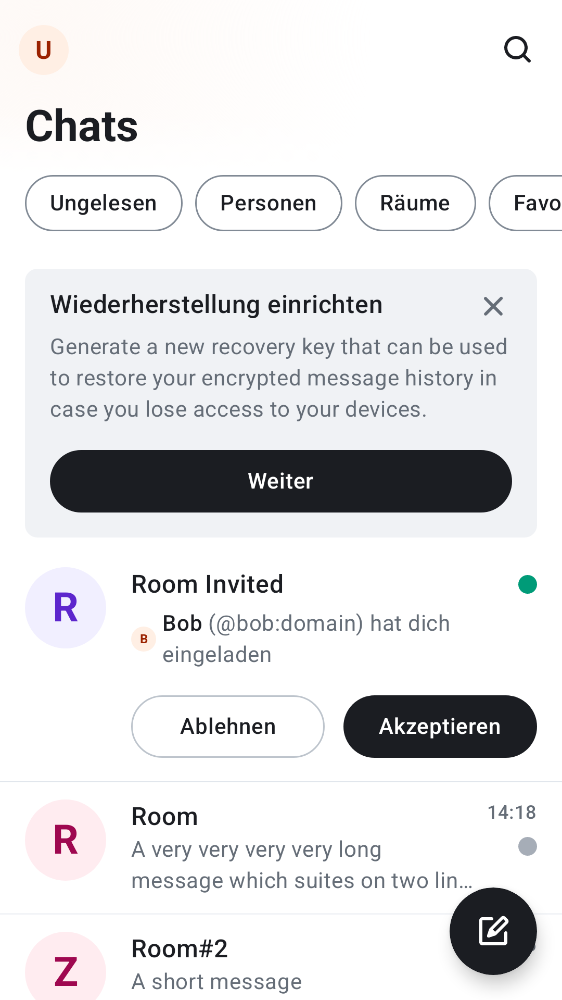 U
Chats
Ungelesen Personen Räume Favo
Wiederherstellung einrichten
Generate a new recovery key that can be used
to restore your encrypted message history in
case you lose access to your devices.
Weiter
R
Room Invited
B
Bob (@bob:domain) hat dich
eingeladen
Ablehnen Akzeptieren
R
Room 14:18
A very very very very long
message which suites on two lin…
Z
Room#2
A short message